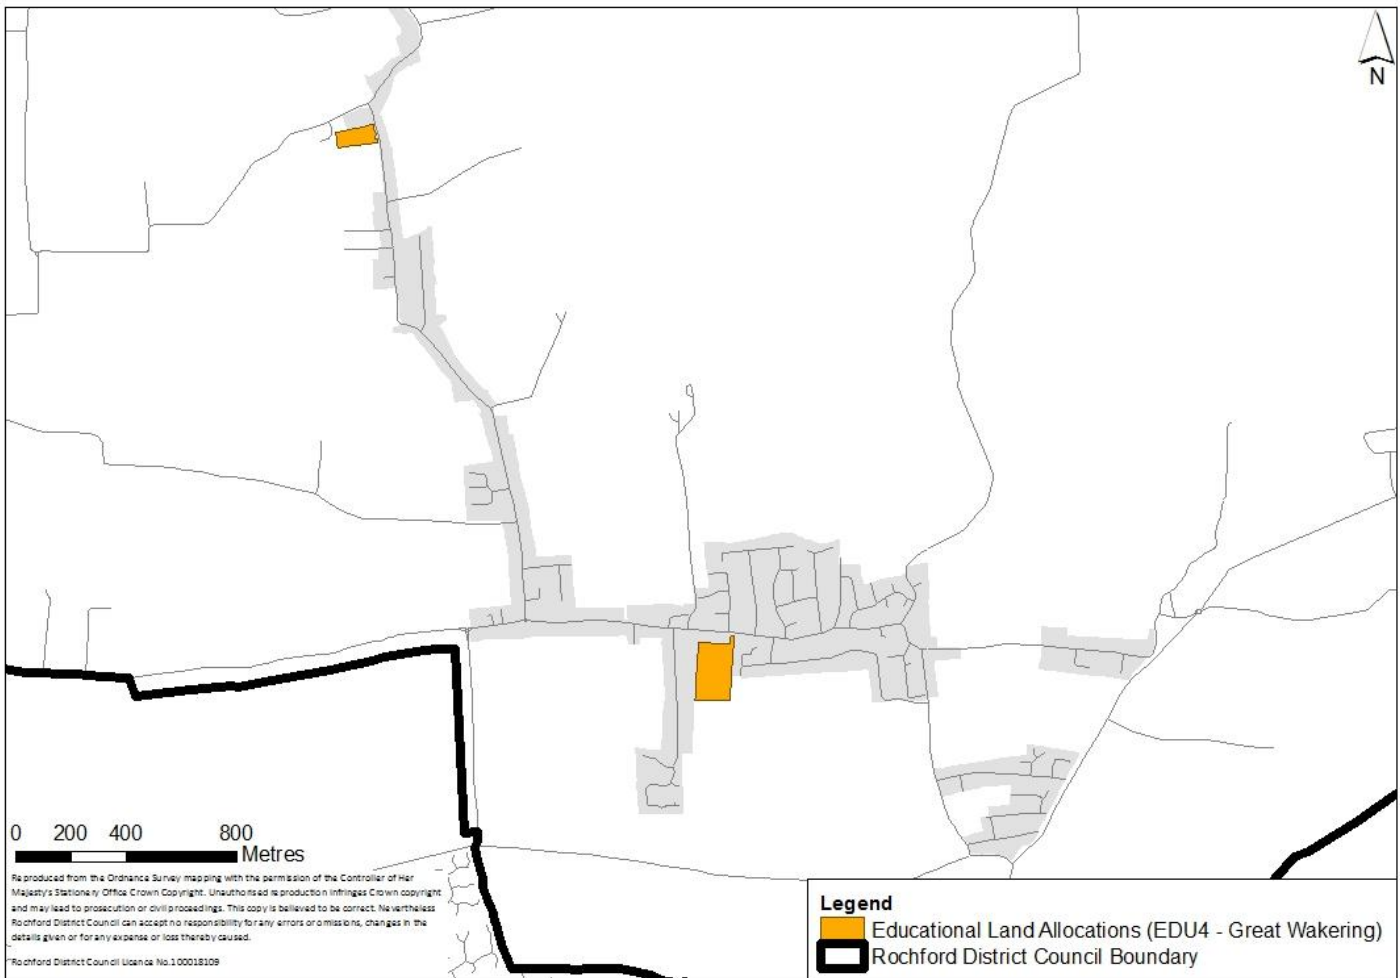 N
0 200 400 800
Metres
Reproduced from the Ordnance Survey mapping with the permission of the Controller of Her
Majesty's Stationery Office Crown Copyright. Unauthorised reproduction infringes Crown copyright
and may lead to prosecution or civil proceedings. This copy is believed to be correct. Nevertheless
Rochford District Council can accept no responsibility for any errors or omissions, changes in the
details given or for any expense or loss thereby caused.
Rochford District Council Licence No.100018109
Legend
Educational Land Allocations (EDU4 - Great Wakering)
Rochford District Council Boundary